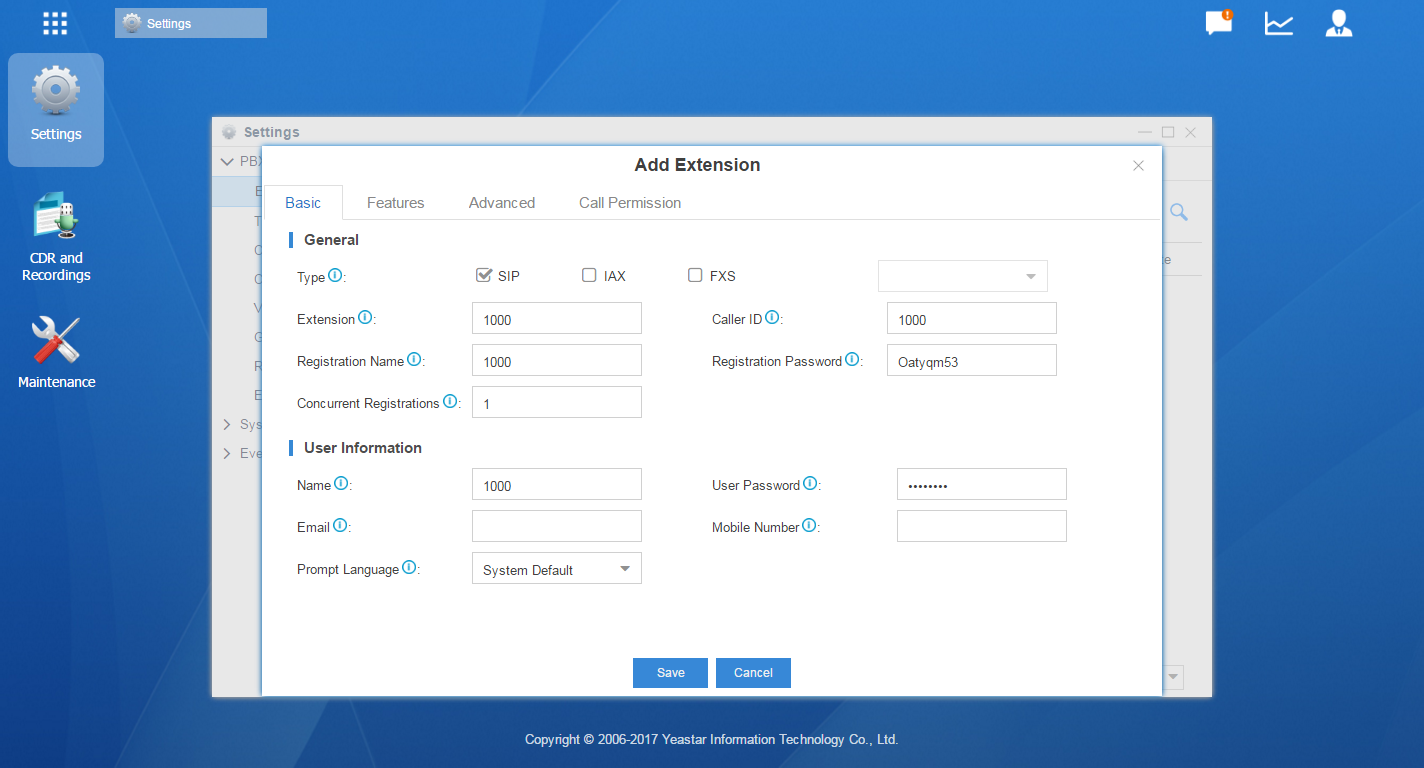 Settings
Settings
CDR and
Recordings
Maintenance
Settings
PBX
Add Extension
Basic
Features
Advanced
Call Permission
General
Type:
SIP
IAX
FXS
Extension:
1000
Caller ID:
1000
Registration Name:
1000
Registration Password:
Oatyqm53
Concurrent Registrations:
1
User Information
Name:
1000
User Password:
••••••••
Email:
Mobile Number:
Prompt Language:
System Default
Save
Cancel
Sys
Eve
Copyright © 2006-2017 Yeastar Information Technology Co., Ltd.